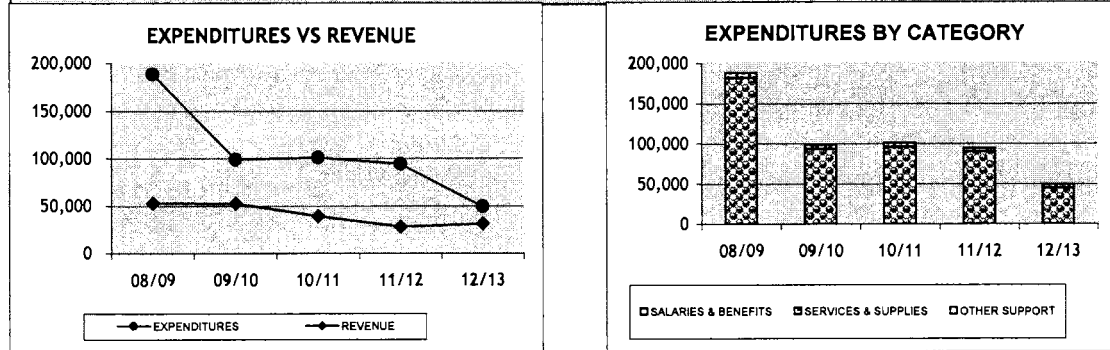 EXPENDITURES VS REVENUE
200,000
150,000
100,000
50,000
0
08/09 09/10 10/11 11/12 12/13
EXPENDITURES REVENUE
EXPENDITURES BY CATEGORY
200,000
150,000
100,000
50,000
0
08/09 09/10 10/11 11/12 12/13
SALARIES & BENEFITS SERVICES & SUPPLIES OTHER SUPPORT